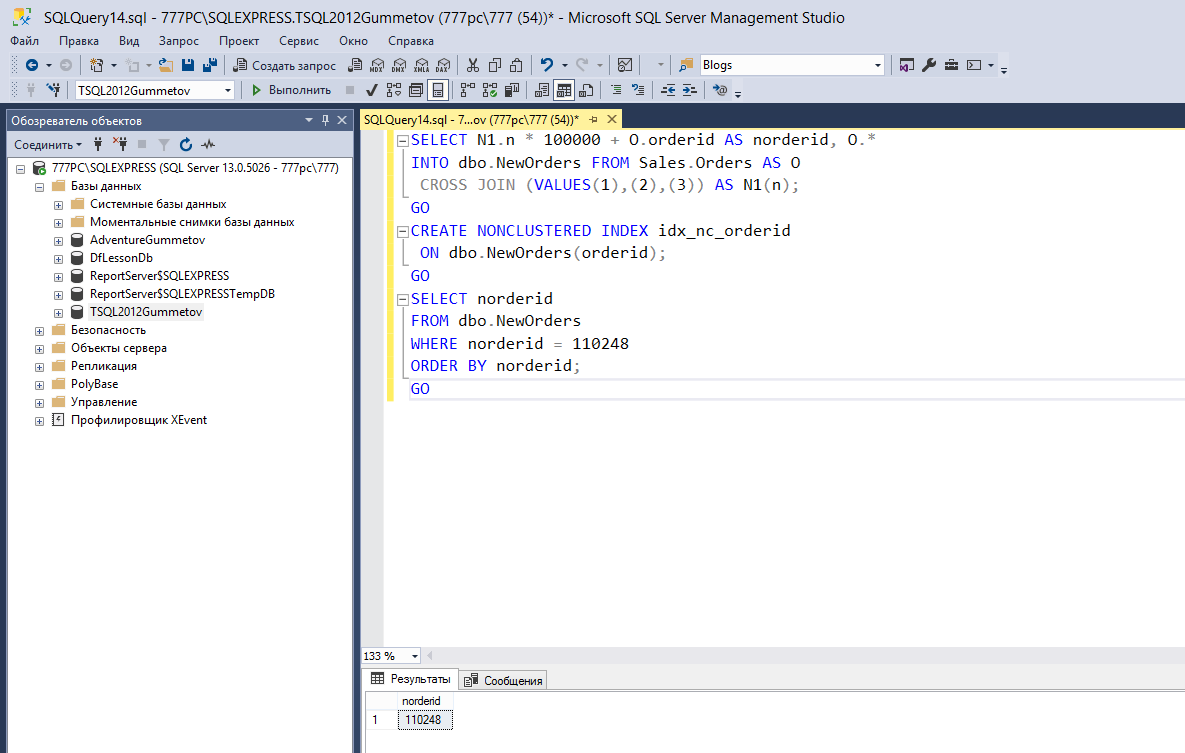 SQLQuery14.sql - 777PC\SQLEXPRESS.TSQL2012Gummetov (777pc\777 (54))* - Microsoft SQL Server Management Studio
Файл Правка Вид Запрос Проект Сервис Окно Справка
Создать запрос MDX DMX XMLA DAX Blogs
TSQL2012Gummetov Выполнить
Обозреватель объектов
Соединить
777PC\SQLEXPRESS (SQL Server 13.0.5026 - 777pc\777)
Базы данных
Системные базы данных
Моментальные снимки базы данных
AdventureGummetov
DfLessonDb
ReportServer$SQLEXPRESS
ReportServer$SQLEXPRESSTempDB
TSQL2012Gummetov
Безопасность
Объекты сервера
Репликация
PolyBase
Управление
Профилировщик XEvent
SQLQuery14.sql - 7...ov (777pc\777 (54))*
SELECT N1.n * 100000 + O.orderid AS norderid, O.*
INTO dbo.NewOrders FROM Sales.Orders AS O
CROSS JOIN (VALUES(1),(2),(3)) AS N1(n);
GO
CREATE NONCLUSTERED INDEX idx_nc_orderid
ON dbo.NewOrders(orderid);
GO
SELECT norderid
FROM dbo.NewOrders
WHERE norderid = 110248
ORDER BY norderid;
GO
133 %
Результаты Сообщения
norderid
1 110248